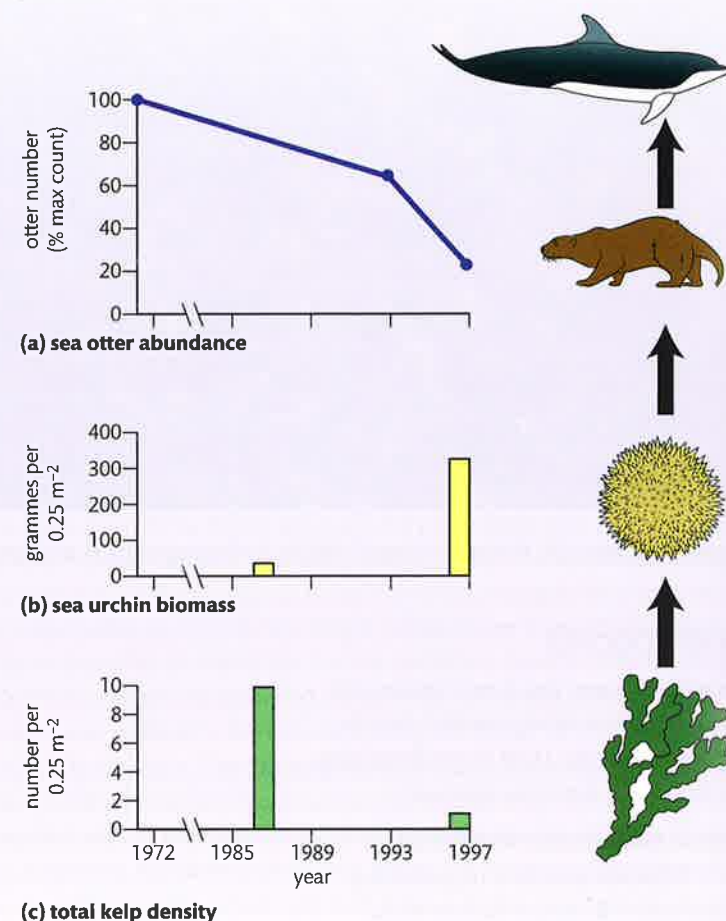 otter number
(% max count)
100
80
60
40
20
0
(a) sea otter abundance
grammes per
0.25 m⁻²
400
300
200
100
0
(b) sea urchin biomass
number per
0.25 m⁻²
10
8
6
4
2
0
1972 1985 1989 1993 1997
year
(c) total kelp density